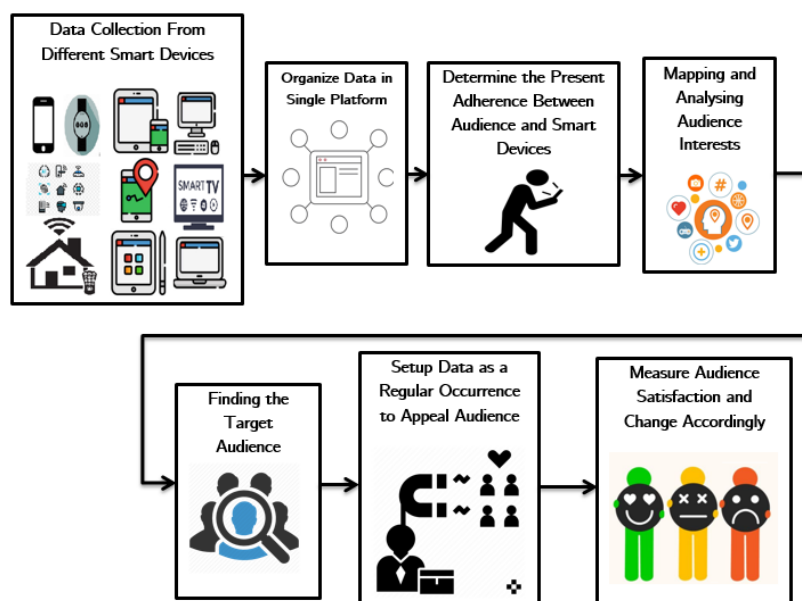 Data Collection From
Different Smart Devices
SMART TV
Organize Data in
Single Platform
Determine the Present
Adherence Between
Audience and Smart
Devices
Mapping and
Analysing
Audience
Interests
#
Finding the
Target
Audience
Setup Data as a
Regular Occurrence
to Appeal Audience
Measure Audience
Satisfaction and
Change Accordingly